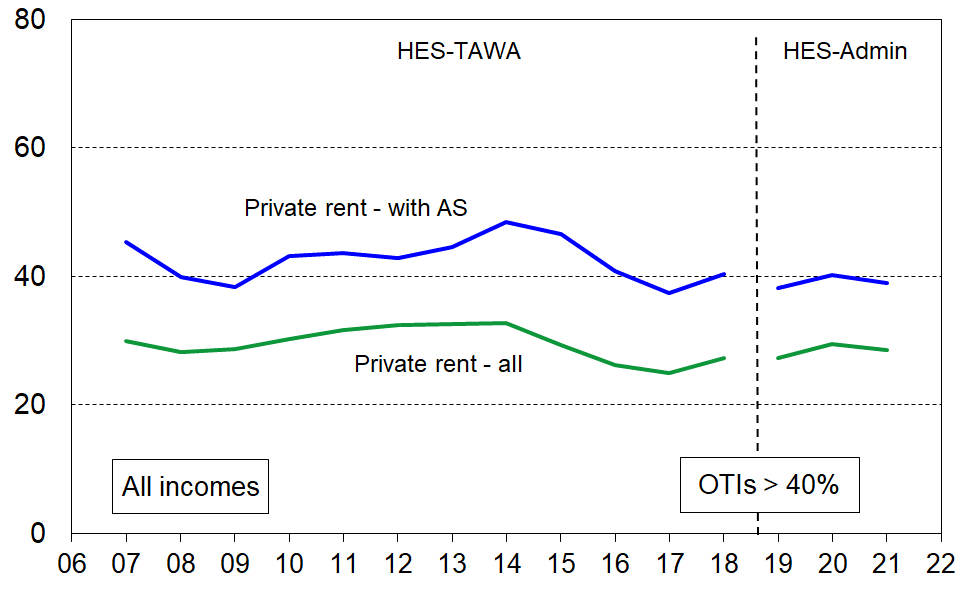 80
HES-TAWA
HES-Admin
60
Private rent - with AS
40
Private rent - all
20
All incomes
OTIs > 40%
0
06 07 08 09 10 11 12 13 14 15 16 17 18 19 20 21 22